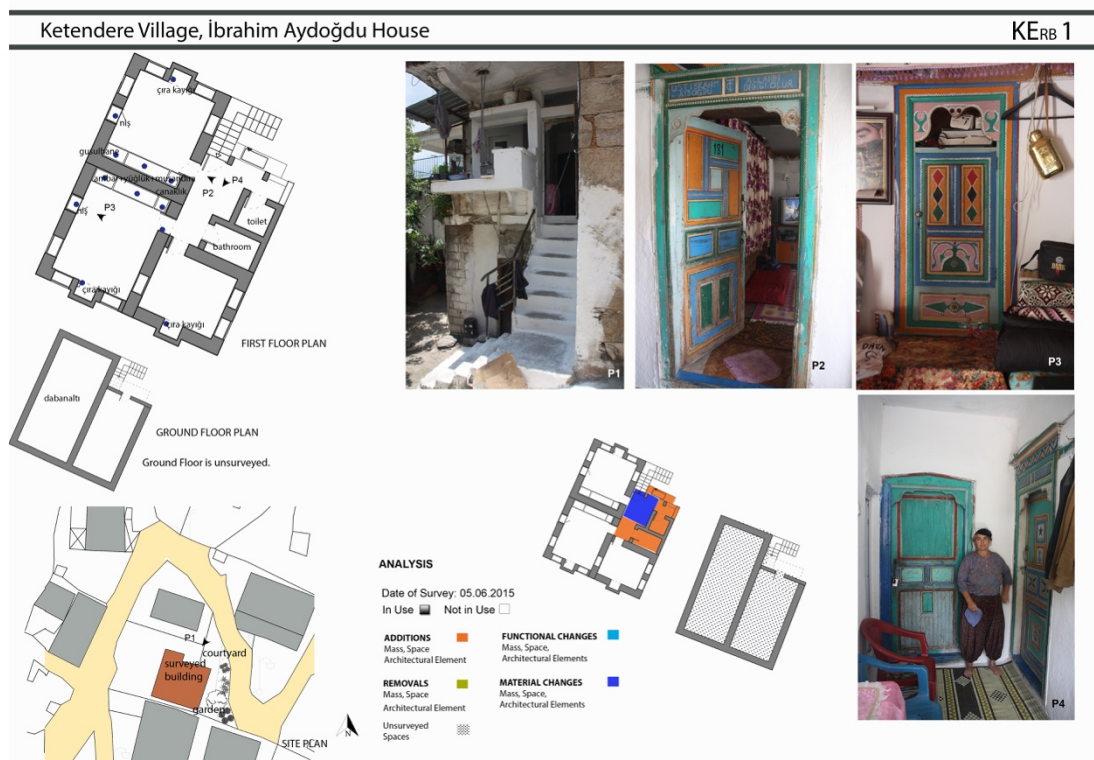 Ketendere Village, İbrahim Aydoğdu House
KERB 1
çıra kayığı
niş
gusulhane
çanaklık
P4
P2
niş
P3
toilet
bathroom
çıra kayığı
çıra kayığı
FIRST FLOOR PLAN
dabanaltı
GROUND FLOOR PLAN
Ground Floor is unsurveyed.
P1
P2
P3
P4
P1
courtyard
surveyed
building
gardens
SITE PLAN
N
ANALYSIS
Date of Survey: 05.06.2015
In Use
Not in Use
ADDITIONS
Mass, Space
Architectural Element
FUNCTIONAL CHANGES
Mass, Space,
Architectural Elements
REMOVALS
Mass, Space
Architectural Element
MATERIAL CHANGES
Mass, Space,
Architectural Elements
Unsurveyed
Spaces